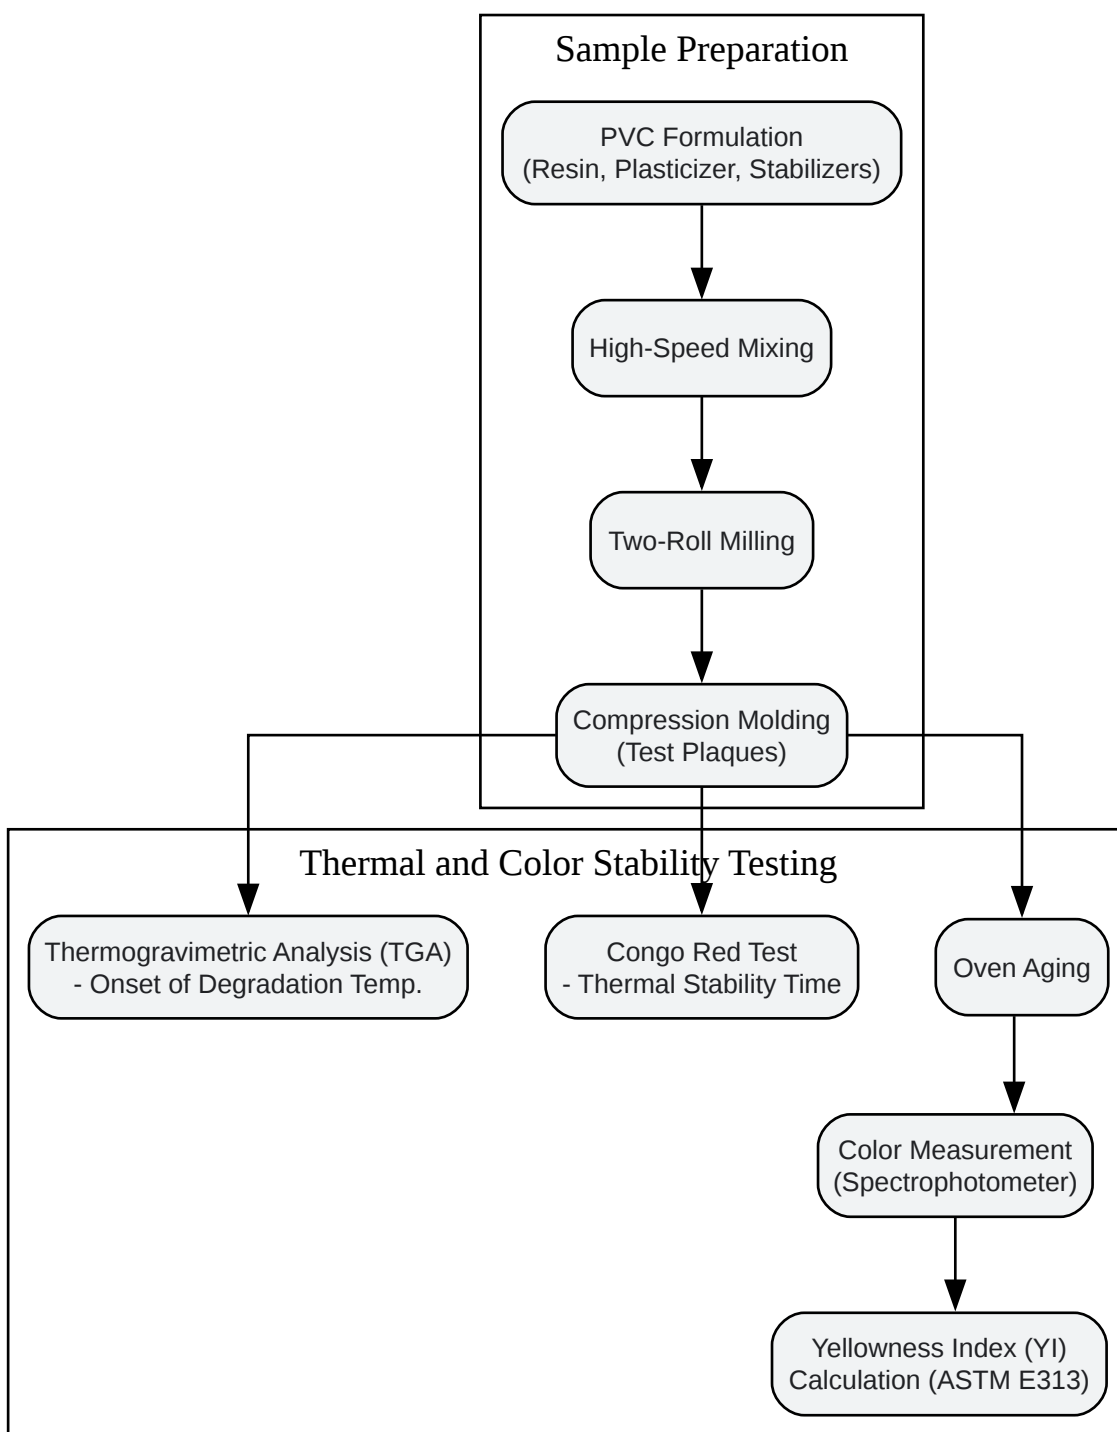 Sample Preparation
PVC Formulation
(Resin, Plasticizer, Stabilizers)
High-Speed Mixing
Two-Roll Milling
Compression Molding
(Test Plaques)
Thermal and Color Stability Testing
Thermogravimetric Analysis (TGA)
- Onset of Degradation Temp.
Congo Red Test
- Thermal Stability Time
Oven Aging
Color Measurement
(Spectrophotometer)
Yellowness Index (YI)
Calculation (ASTM E313)